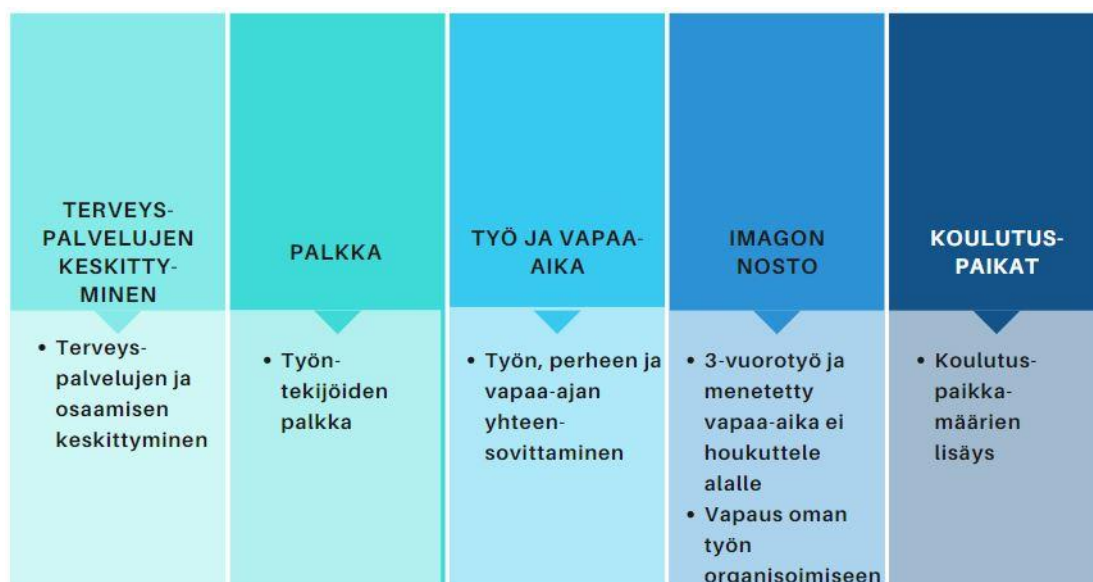 TERVEYS-
PALVELUJEN
KESKITTY-
MINEN
• Terveys-
palvelujen ja
osaamisen
keskittyminen
PALKKA
• Työn-
tekijöiden
palkka
TYÖ JA VAPAA-
AIKA
• Työn, perheen ja
vapaa-ajan
yhteen-
sovittaminen
IMAGON
NOSTO
• 3-vuorotyö ja
menetetty
vapaa-aika ei
houkuttele
alalle
• Vapaus oman
työn
organisoimiseen
KOULUTUS-
PAIKAT
• Koulutus-
paikka-
määrien
lisäys